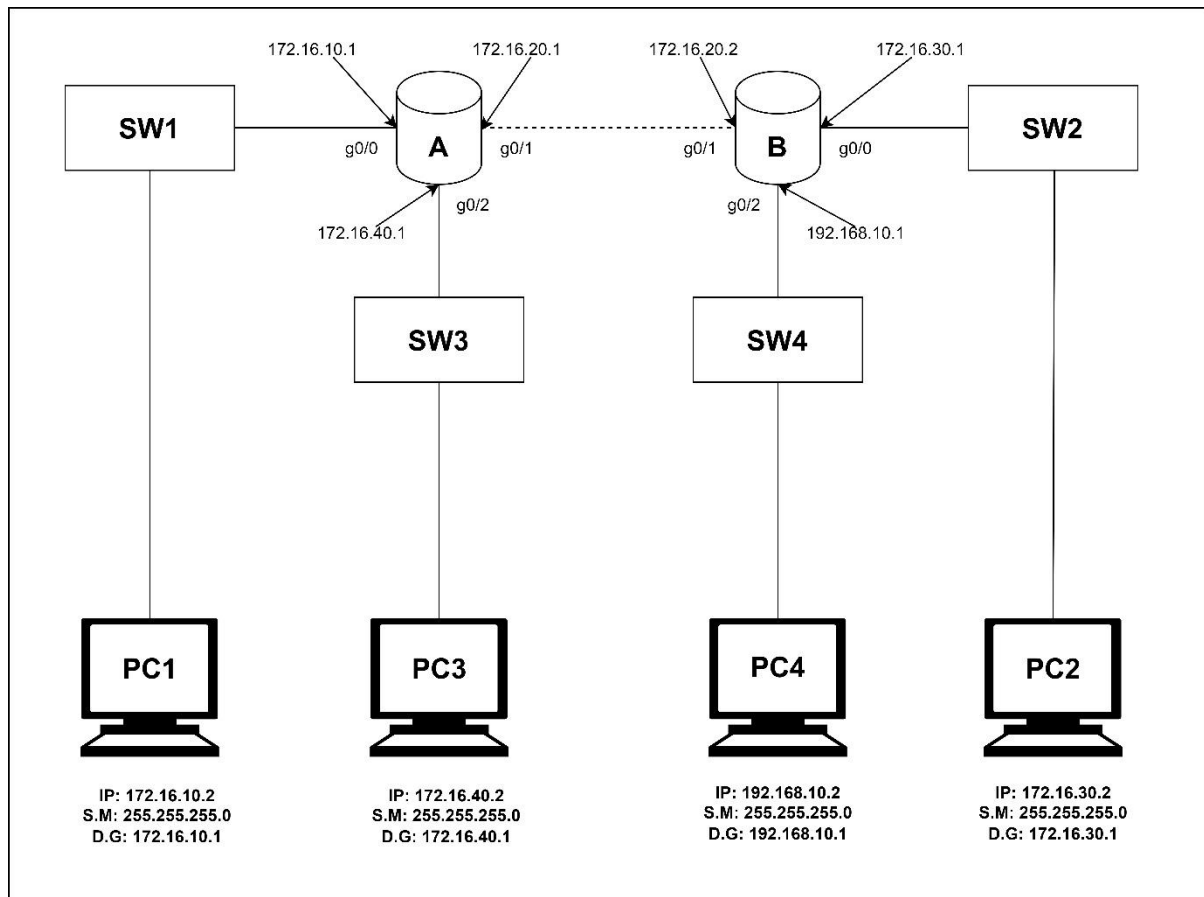 172.16.10.1
172.16.20.1
172.16.20.2
172.16.30.1
SW1
A
B
SW2
g0/0
g0/1
g0/1
g0/0
g0/2
g0/2
172.16.40.1
192.168.10.1
SW3
SW4
PC1
PC3
PC4
PC2
IP: 172.16.10.2
S.M: 255.255.255.0
D.G: 172.16.10.1
IP: 172.16.40.2
S.M: 255.255.255.0
D.G: 172.16.40.1
IP: 192.168.10.2
S.M: 255.255.255.0
D.G: 192.168.10.1
IP: 172.16.30.2
S.M: 255.255.255.0
D.G: 172.16.30.1